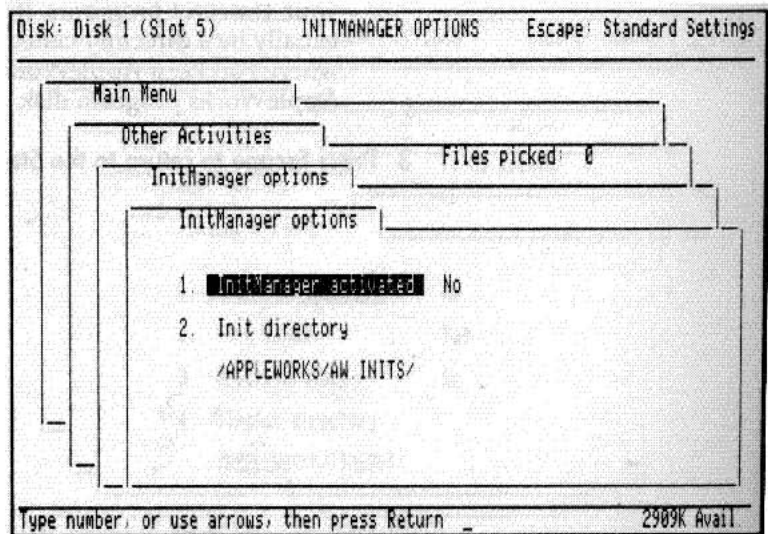 Disk: Disk 1 (Slot 5) INITMANAGER OPTIONS Escape: Standard Settings
Main Menu
Other Activities
Files picked: 0
InitManager options
InitManager options
1. InitManager activated No
2. Init directory
/APPLEWORKS/AW.INITS/
Type number, or use arrows, then press Return _ 2909K Avail